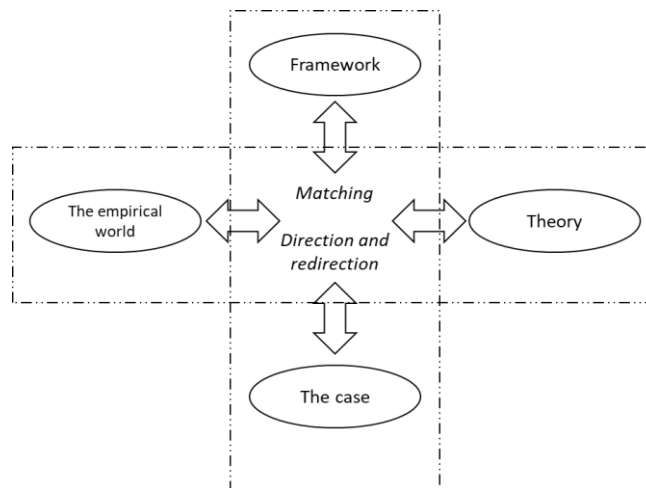 Framework
Matching
The empirical
world
Theory
Direction and
redirection
The case